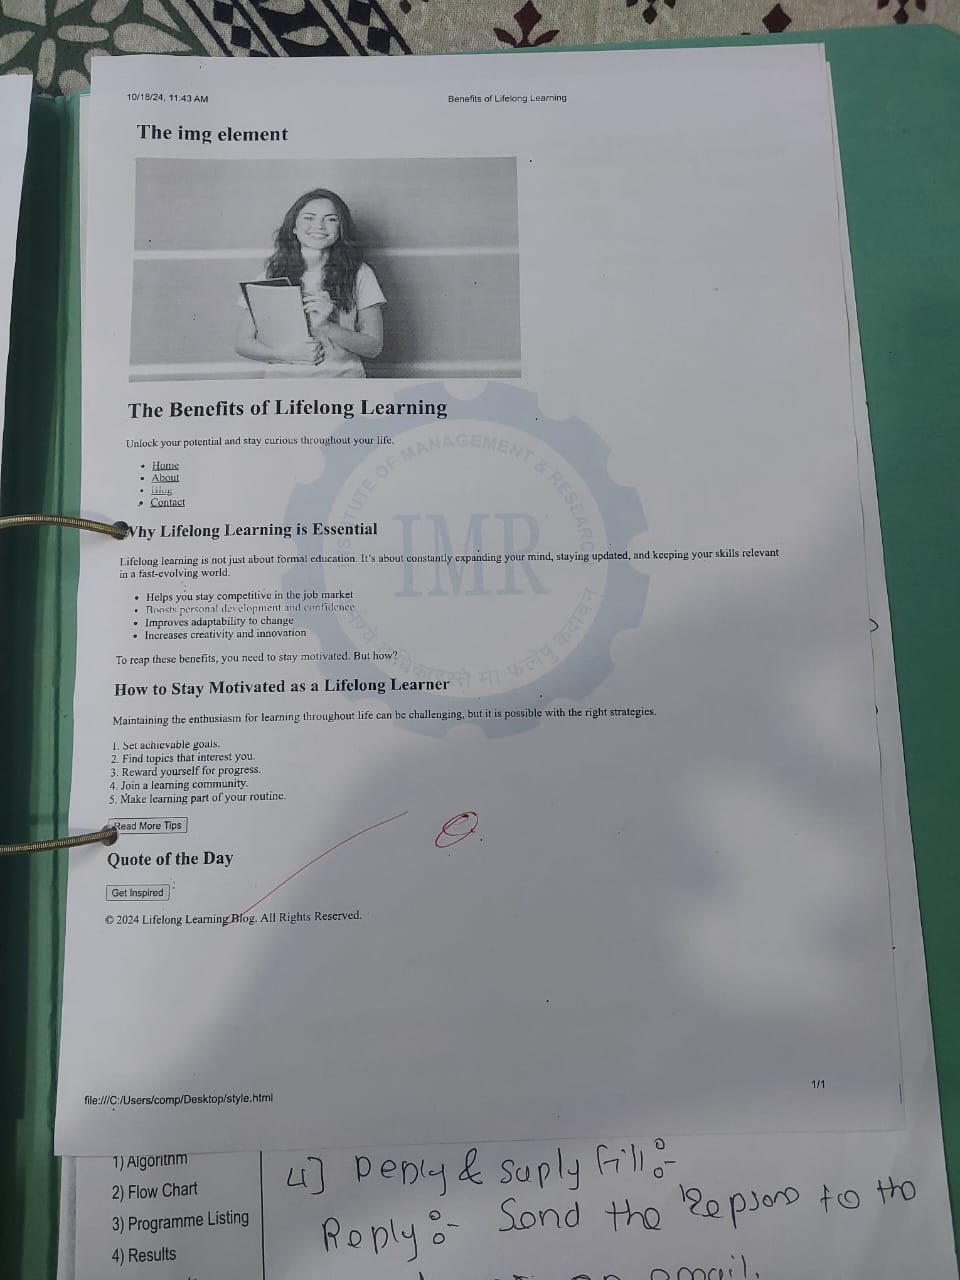 10/18/24, 11:43 AM
Benefits of Lifelong Learning
The img element
The Benefits of Lifelong Learning
Unlock your potential and stay curious throughout your life.
• Home
• About
• Blog
• Contact
Why Lifelong Learning is Essential
Lifelong learning is not just about formal education. It's about constantly expanding your mind, staying updated, and keeping your skills relevant
in a fast-evolving world.
• Helps you stay competitive in the job market
• Boosts personal development and confidence
• Improves adaptability to change
• Increases creativity and innovation
To reap these benefits, you need to stay motivated. But how?
How to Stay Motivated as a Lifelong Learner
Maintaining the enthusiasm for learning throughout life can be challenging, but it is possible with the right strategies.
1. Set achievable goals.
2. Find topics that interest you.
3. Reward yourself for progress.
4. Join a learning community.
5. Make learning part of your routine.
Read More Tips
Quote of the Day
Get Inspired
© 2024 Lifelong Learning Blog. All Rights Reserved.
OF MANAGEMENT & RESEARCH
IMR
मा फलेषु कदाचन
file:///C:/Users/comp/Desktop/style.html
1/1
1) Algorithm
2) Flow Chart
3) Programme Listing
4) Results
4] & suply
Reply :- Send the to the
email.